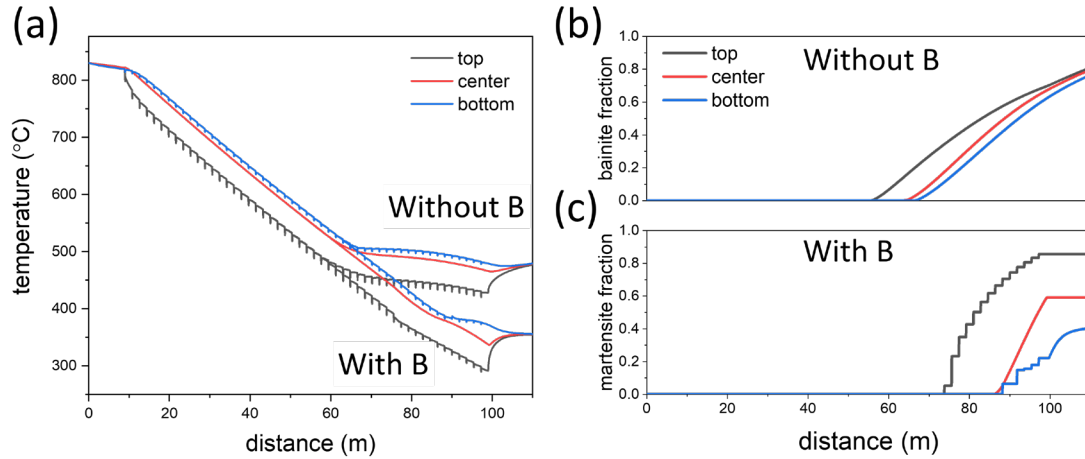 (a)
800
700
600
500
400
300
temperature (°C)
top
center
bottom
Without B
With B
0 20 40 60 80 100
distance (m)
(b)
1.0
0.8
0.6
0.4
0.2
0.0
bainite fraction
top
center
bottom
Without B
(c)
1.0
0.8
0.6
0.4
0.2
0.0
martensite fraction
With B
0 20 40 60 80 100
distance (m)